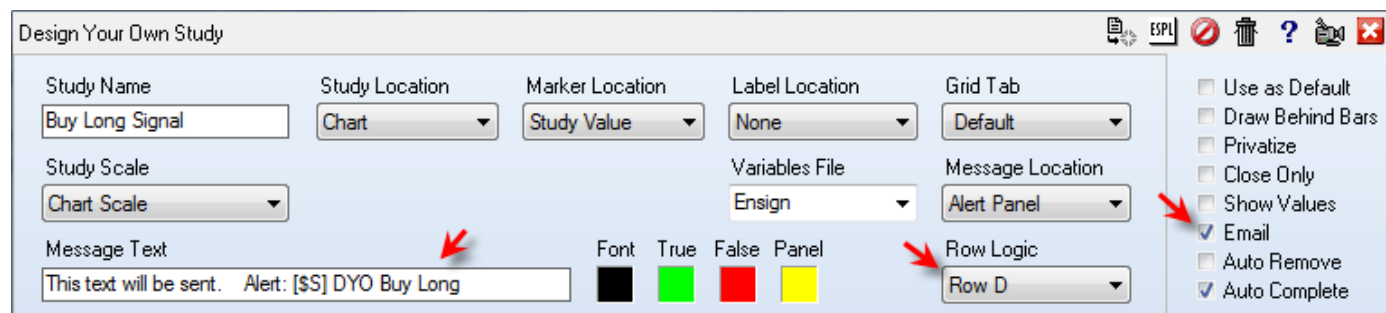 Design Your Own Study
ESPL
?
Study Name
Study Location
Marker Location
Label Location
Grid Tab
Use as Default
Buy Long Signal
Chart
Study Value
None
Default
Draw Behind Bars
Privatize
Study Scale
Variables File
Message Location
Close Only
Chart Scale
Ensign
Alert Panel
Show Values
Email
Message Text
Font
True
False
Panel
Row Logic
Auto Remove
This text will be sent.    Alert: [$S] DYO Buy Long
Row D
Auto Complete